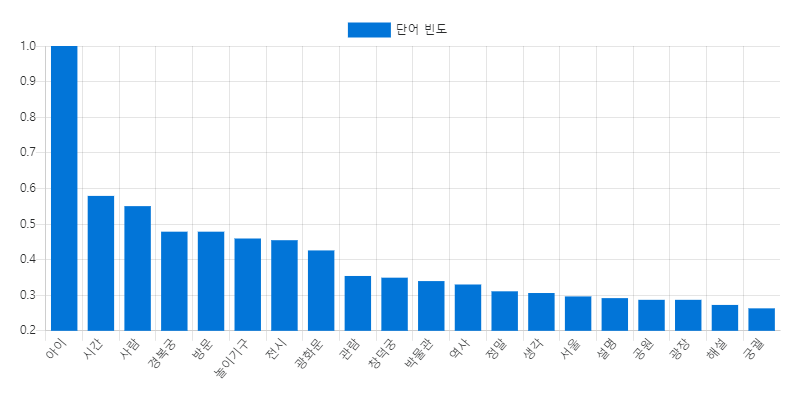 단어 빈도
1.0
0.9
0.8
0.7
0.6
0.5
0.4
0.3
0.2
아이
시간
사람
경복궁
방문
놀이기구
전시
광화문
관람
창덕궁
박물관
역사
정말
생각
서울
설명
공원
광장
해설
궁궐